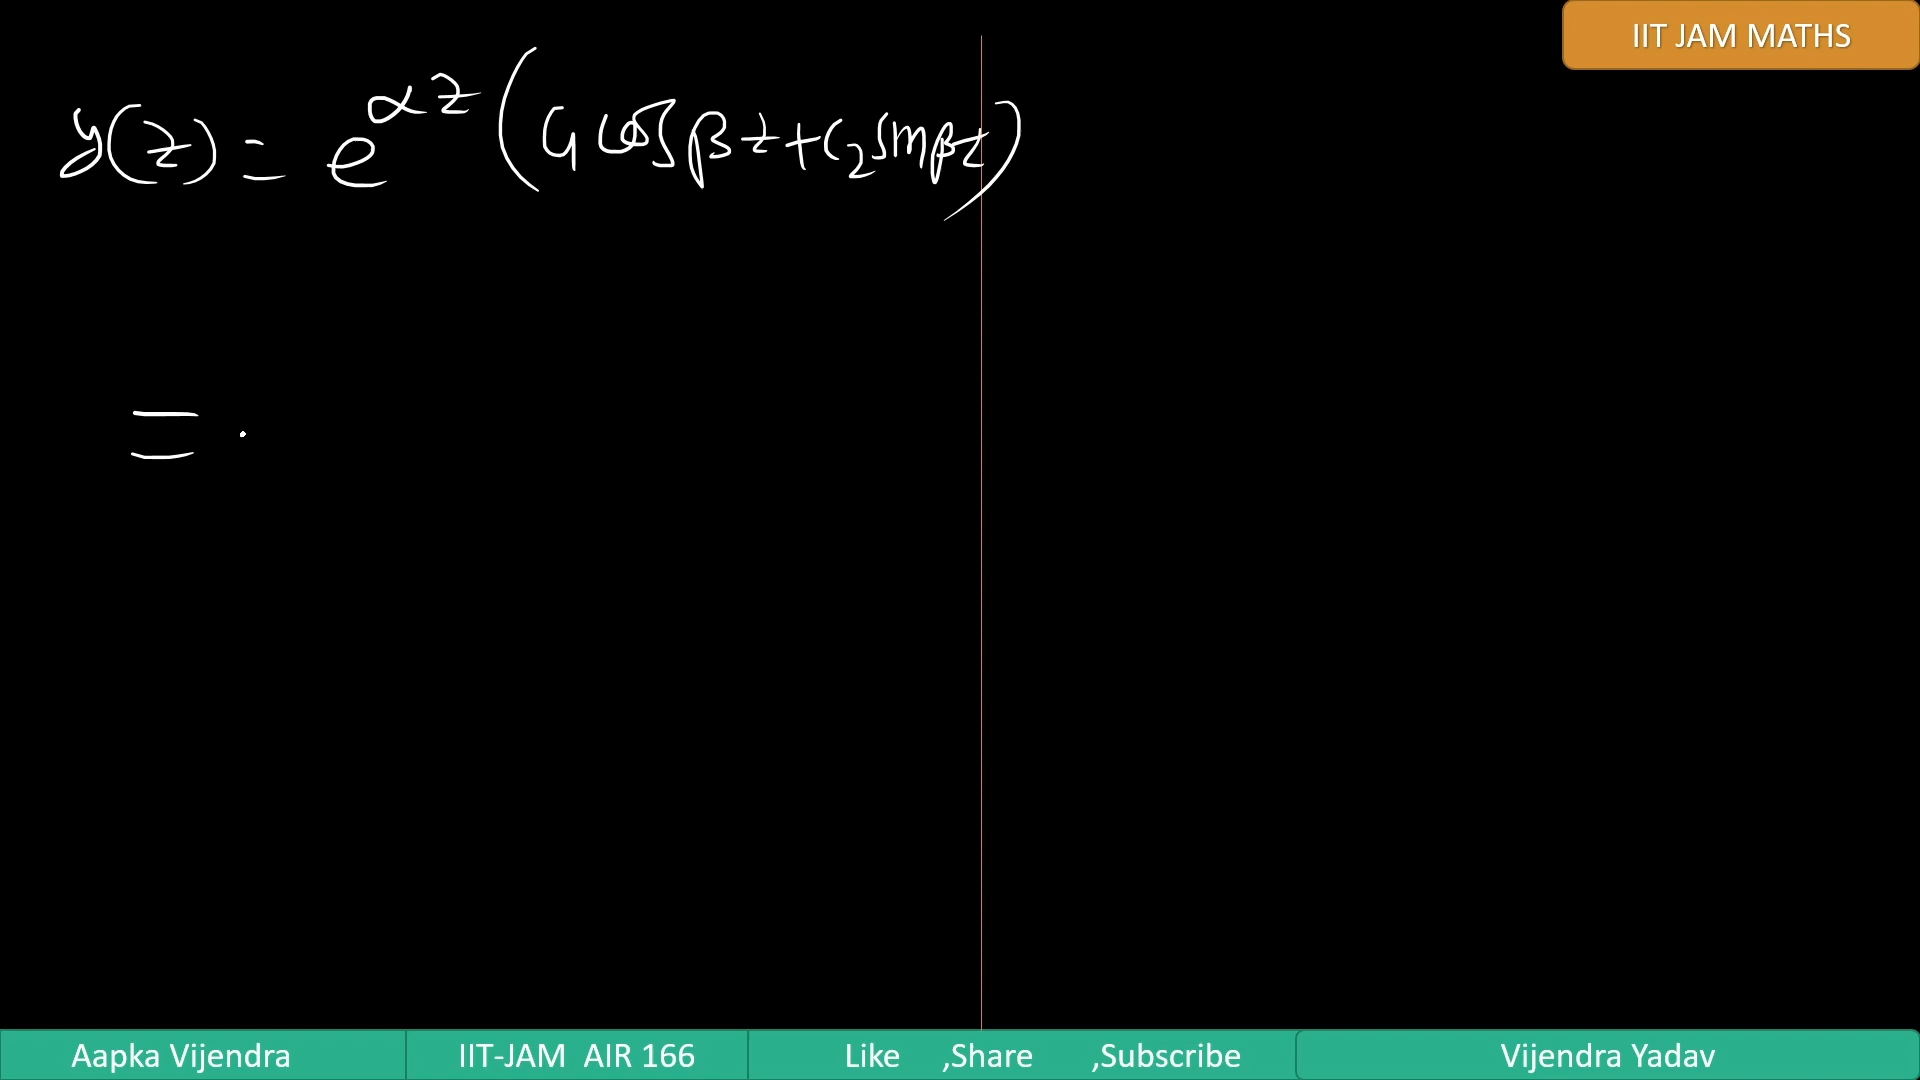 IIT JAM MATHS
y(z) = e^{αz} (C₁ cos βz + C₂ sin βz)
= .
Aapka Vijendra IIT-JAM AIR 166 Like ,Share ,Subscribe Vijendra Yadav